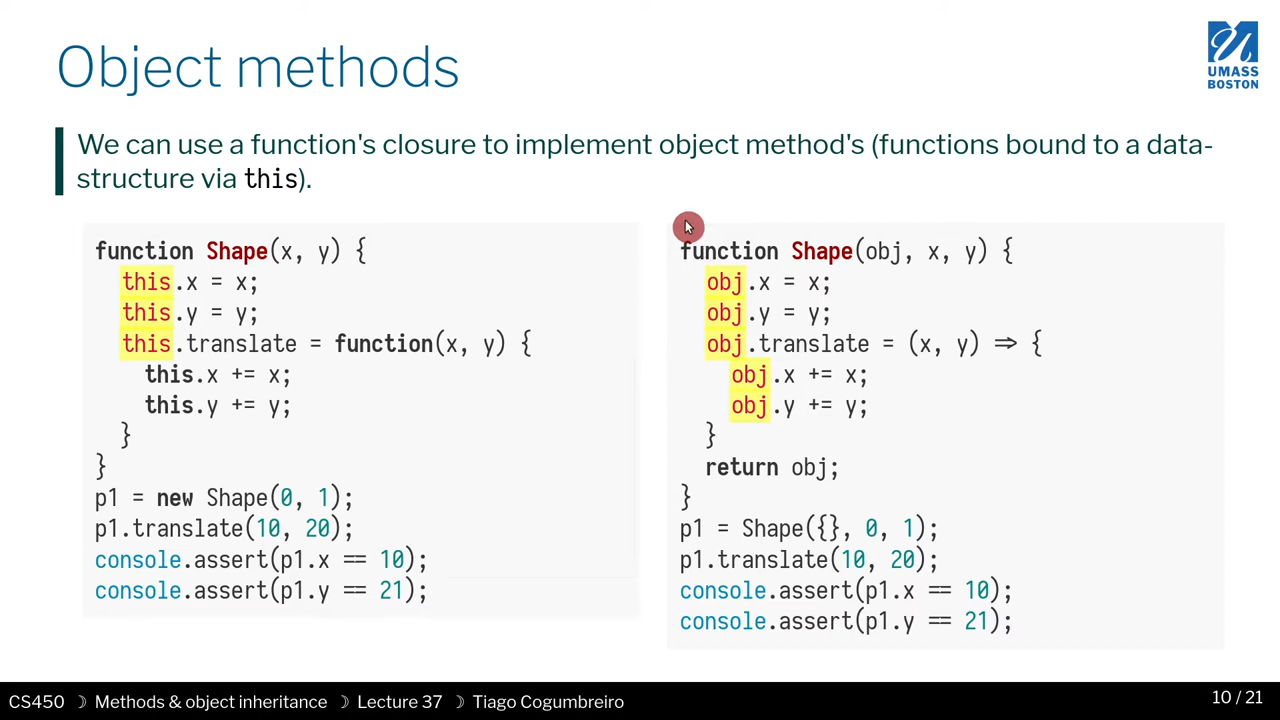 Object methods
UMASS
BOSTON
We can use a function's closure to implement object method's (functions bound to a data-
structure via this).
function Shape(x, y) {
  this.x = x;
  this.y = y;
  this.translate = function(x, y) {
    this.x += x;
    this.y += y;
  }
}
p1 = new Shape(0, 1);
p1.translate(10, 20);
console.assert(p1.x == 10);
console.assert(p1.y == 21);
function Shape(obj, x, y) {
  obj.x = x;
  obj.y = y;
  obj.translate = (x, y) => {
    obj.x += x;
    obj.y += y;
  }
  return obj;
}
p1 = Shape({}, 0, 1);
p1.translate(10, 20);
console.assert(p1.x == 10);
console.assert(p1.y == 21);
CS450 ☽ Methods & object inheritance ☽ Lecture 37 ☽ Tiago Cogumbreiro
10 / 21